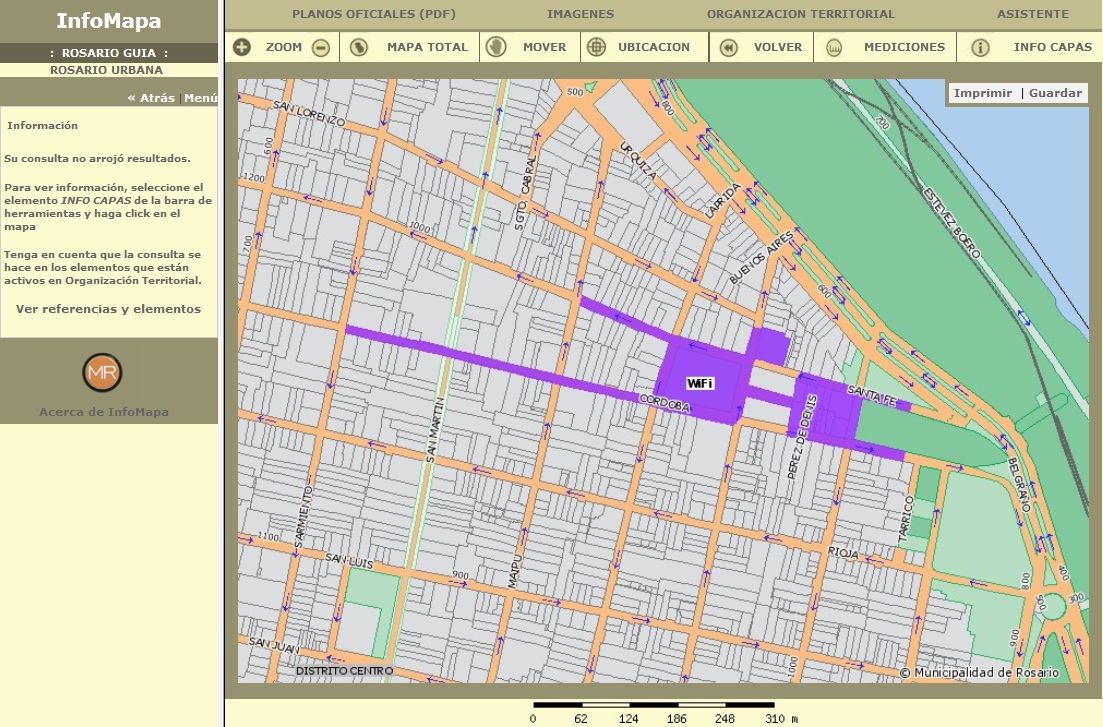 InfoMapa
: ROSARIO GUIA :
ROSARIO URBANA
« Atrás | Menú
Información
Su consulta no arrojó resultados.
Para ver información, seleccione el
elemento INFO CAPAS de la barra de
herramientas y haga click en el
mapa
Tenga en cuenta que la consulta se
hace en los elementos que están
activos en Organización Territorial.
Ver referencias y elementos
MR
Acerca de InfoMapa
PLANOS OFICIALES (PDF) IMAGENES ORGANIZACION TERRITORIAL ASISTENTE
ZOOM MAPA TOTAL MOVER UBICACION VOLVER MEDICIONES INFO CAPAS
Imprimir | Guardar
500
800
200
SAN LORENZO
600
URQUIZA
1200
SGTO. CABRAL
LAPRIDA
ESTEVEZ BOERO
1000
700
BUENOS AIRES
600
WiFi
CORDOBA
SANTA FE
PEREZ DE DENIS
SAN MARTIN
BELGRANO
SARMIENTO
TARRICO
1100
RIOJA
SAN LUIS
900
MAIPU
800
400
500
300
900
SAN JUAN
1000
DISTRITO CENTRO
© Municipalidad de Rosario
0 62 124 186 248 310 m